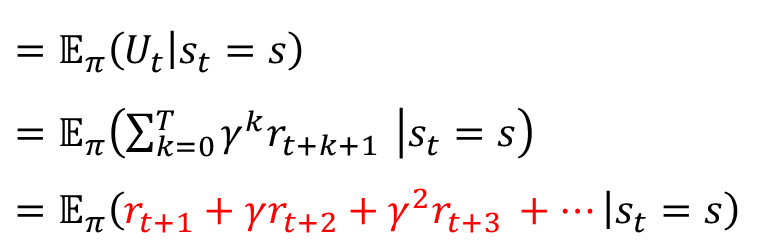 = 𝔼_π(U_t|s_t = s)
= 𝔼_π(∑_{k=0}^{T} γ^k r_{t+k+1} |s_t = s)
= 𝔼_π(r_{t+1} + γr_{t+2} + γ^2 r_{t+3} + ⋯ |s_t = s)